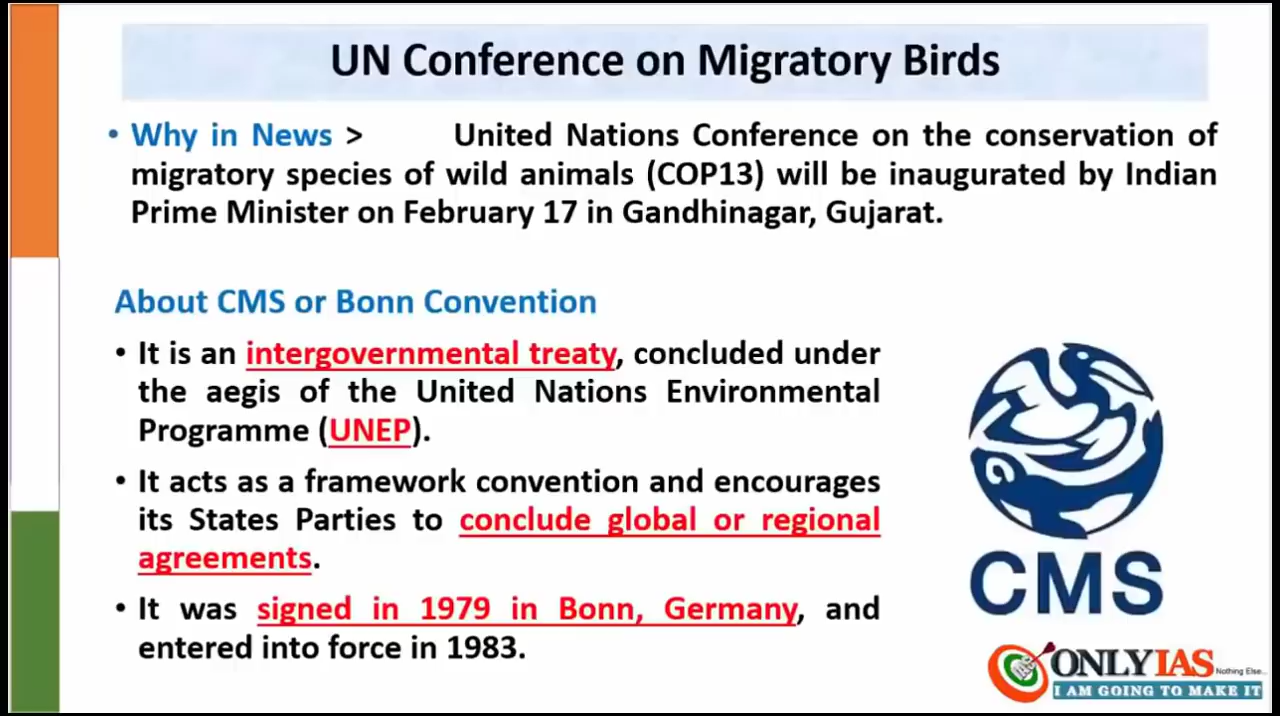 UN Conference on Migratory Birds
• Why in News > United Nations Conference on the conservation of
migratory species of wild animals (COP13) will be inaugurated by Indian
Prime Minister on February 17 in Gandhinagar, Gujarat.
About CMS or Bonn Convention
• It is an intergovernmental treaty, concluded under
the aegis of the United Nations Environmental
Programme (UNEP).
• It acts as a framework convention and encourages
its States Parties to conclude global or regional
agreements.
• It was signed in 1979 in Bonn, Germany, and
entered into force in 1983.
CMS
ONLY IAS Nothing Else...
I AM GOING TO MAKE IT